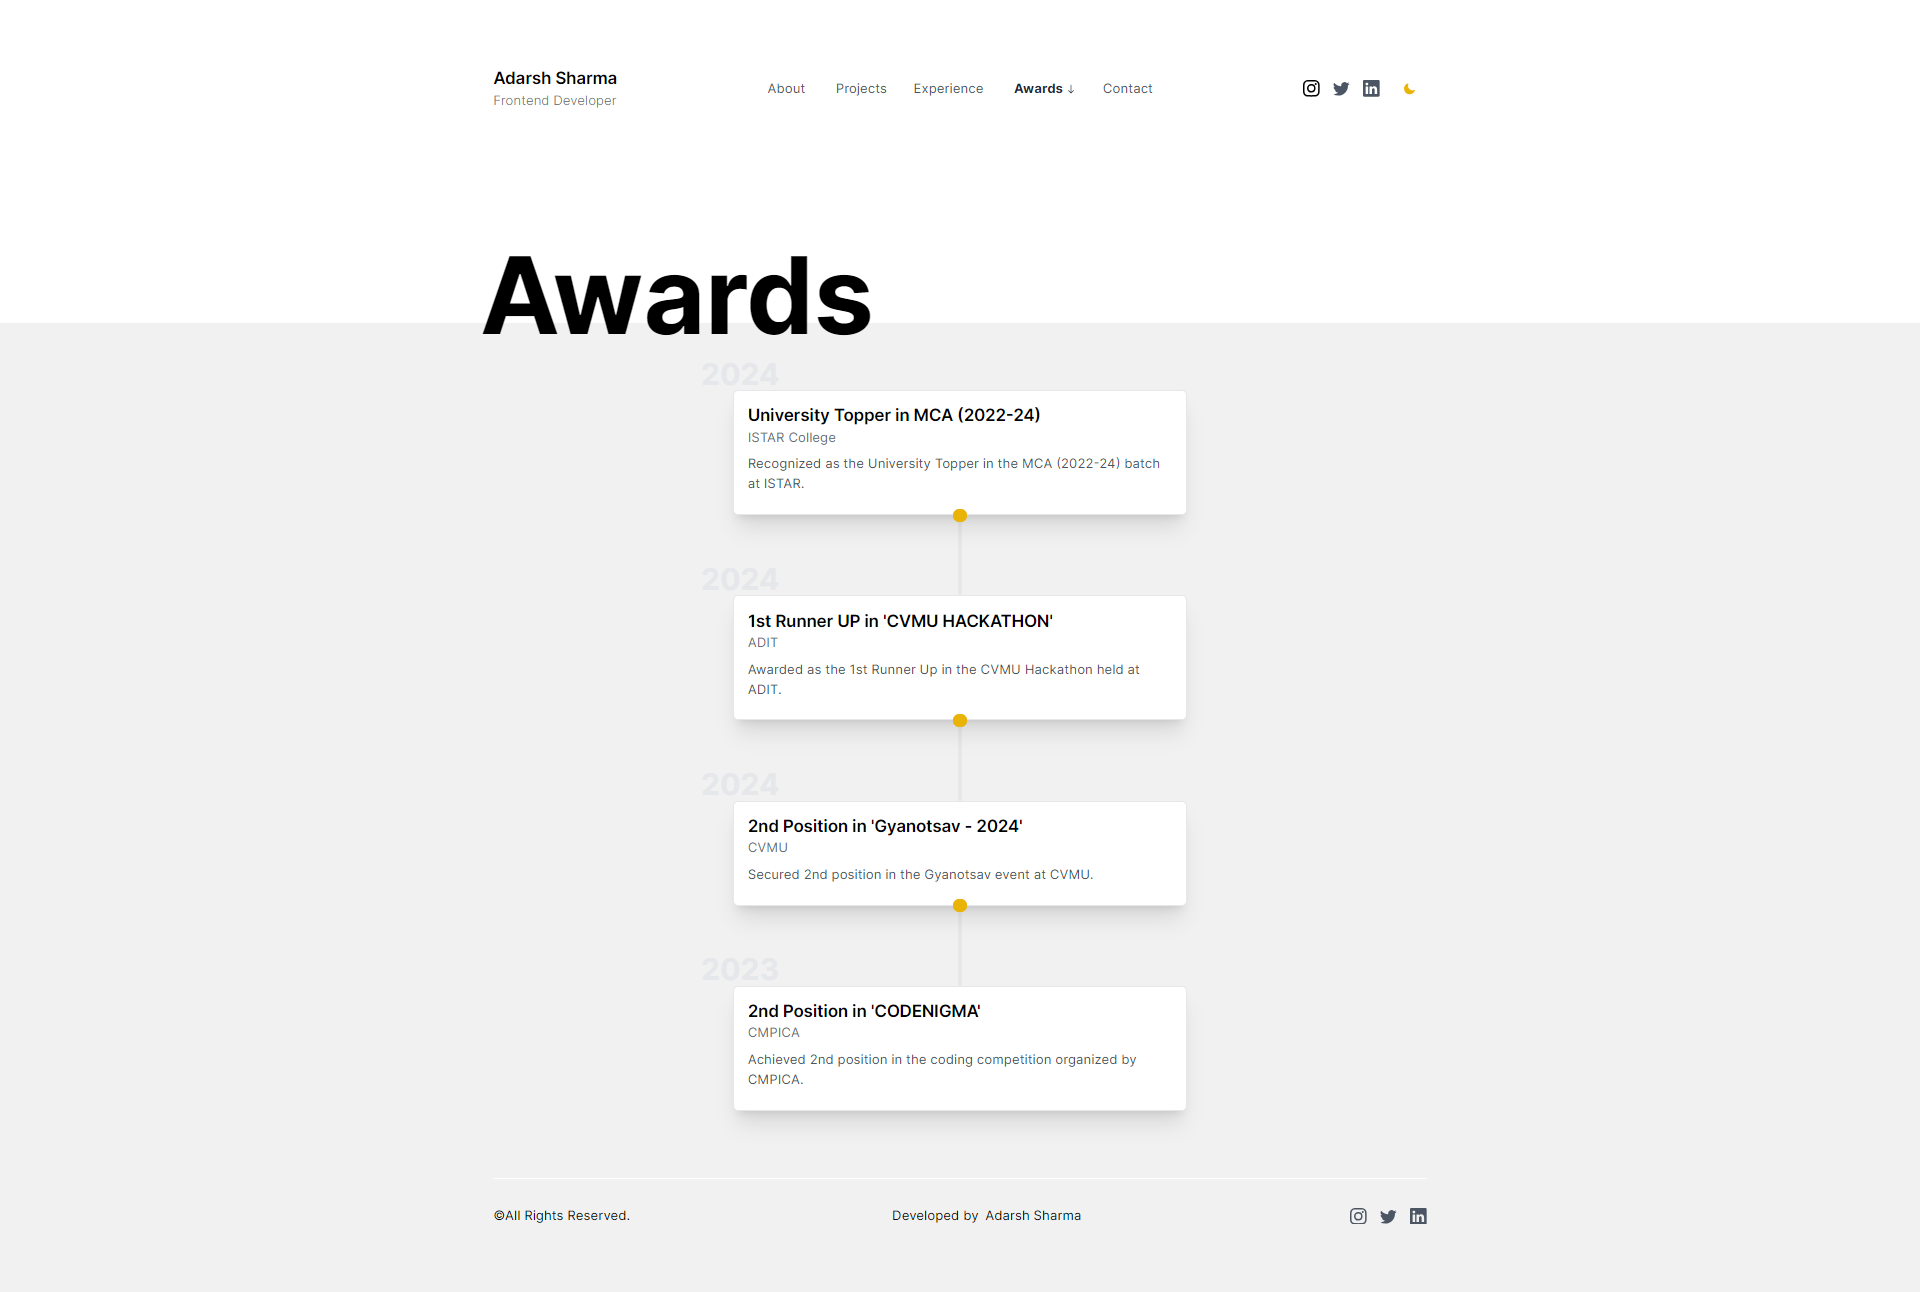 Adarsh Sharma
Frontend Developer
About Projects Experience Awards ↓ Contact
Awards
2024
University Topper in MCA (2022-24)
ISTAR College
Recognized as the University Topper in the MCA (2022-24) batch
at ISTAR.
2024
1st Runner UP in 'CVMU HACKATHON'
ADIT
Awarded as the 1st Runner Up in the CVMU Hackathon held at
ADIT.
2024
2nd Position in 'Gyanotsav - 2024'
CVMU
Secured 2nd position in the Gyanotsav event at CVMU.
2023
2nd Position in 'CODENIGMA'
CMPICA
Achieved 2nd position in the coding competition organized by
CMPICA.
©All Rights Reserved. Developed by Adarsh Sharma